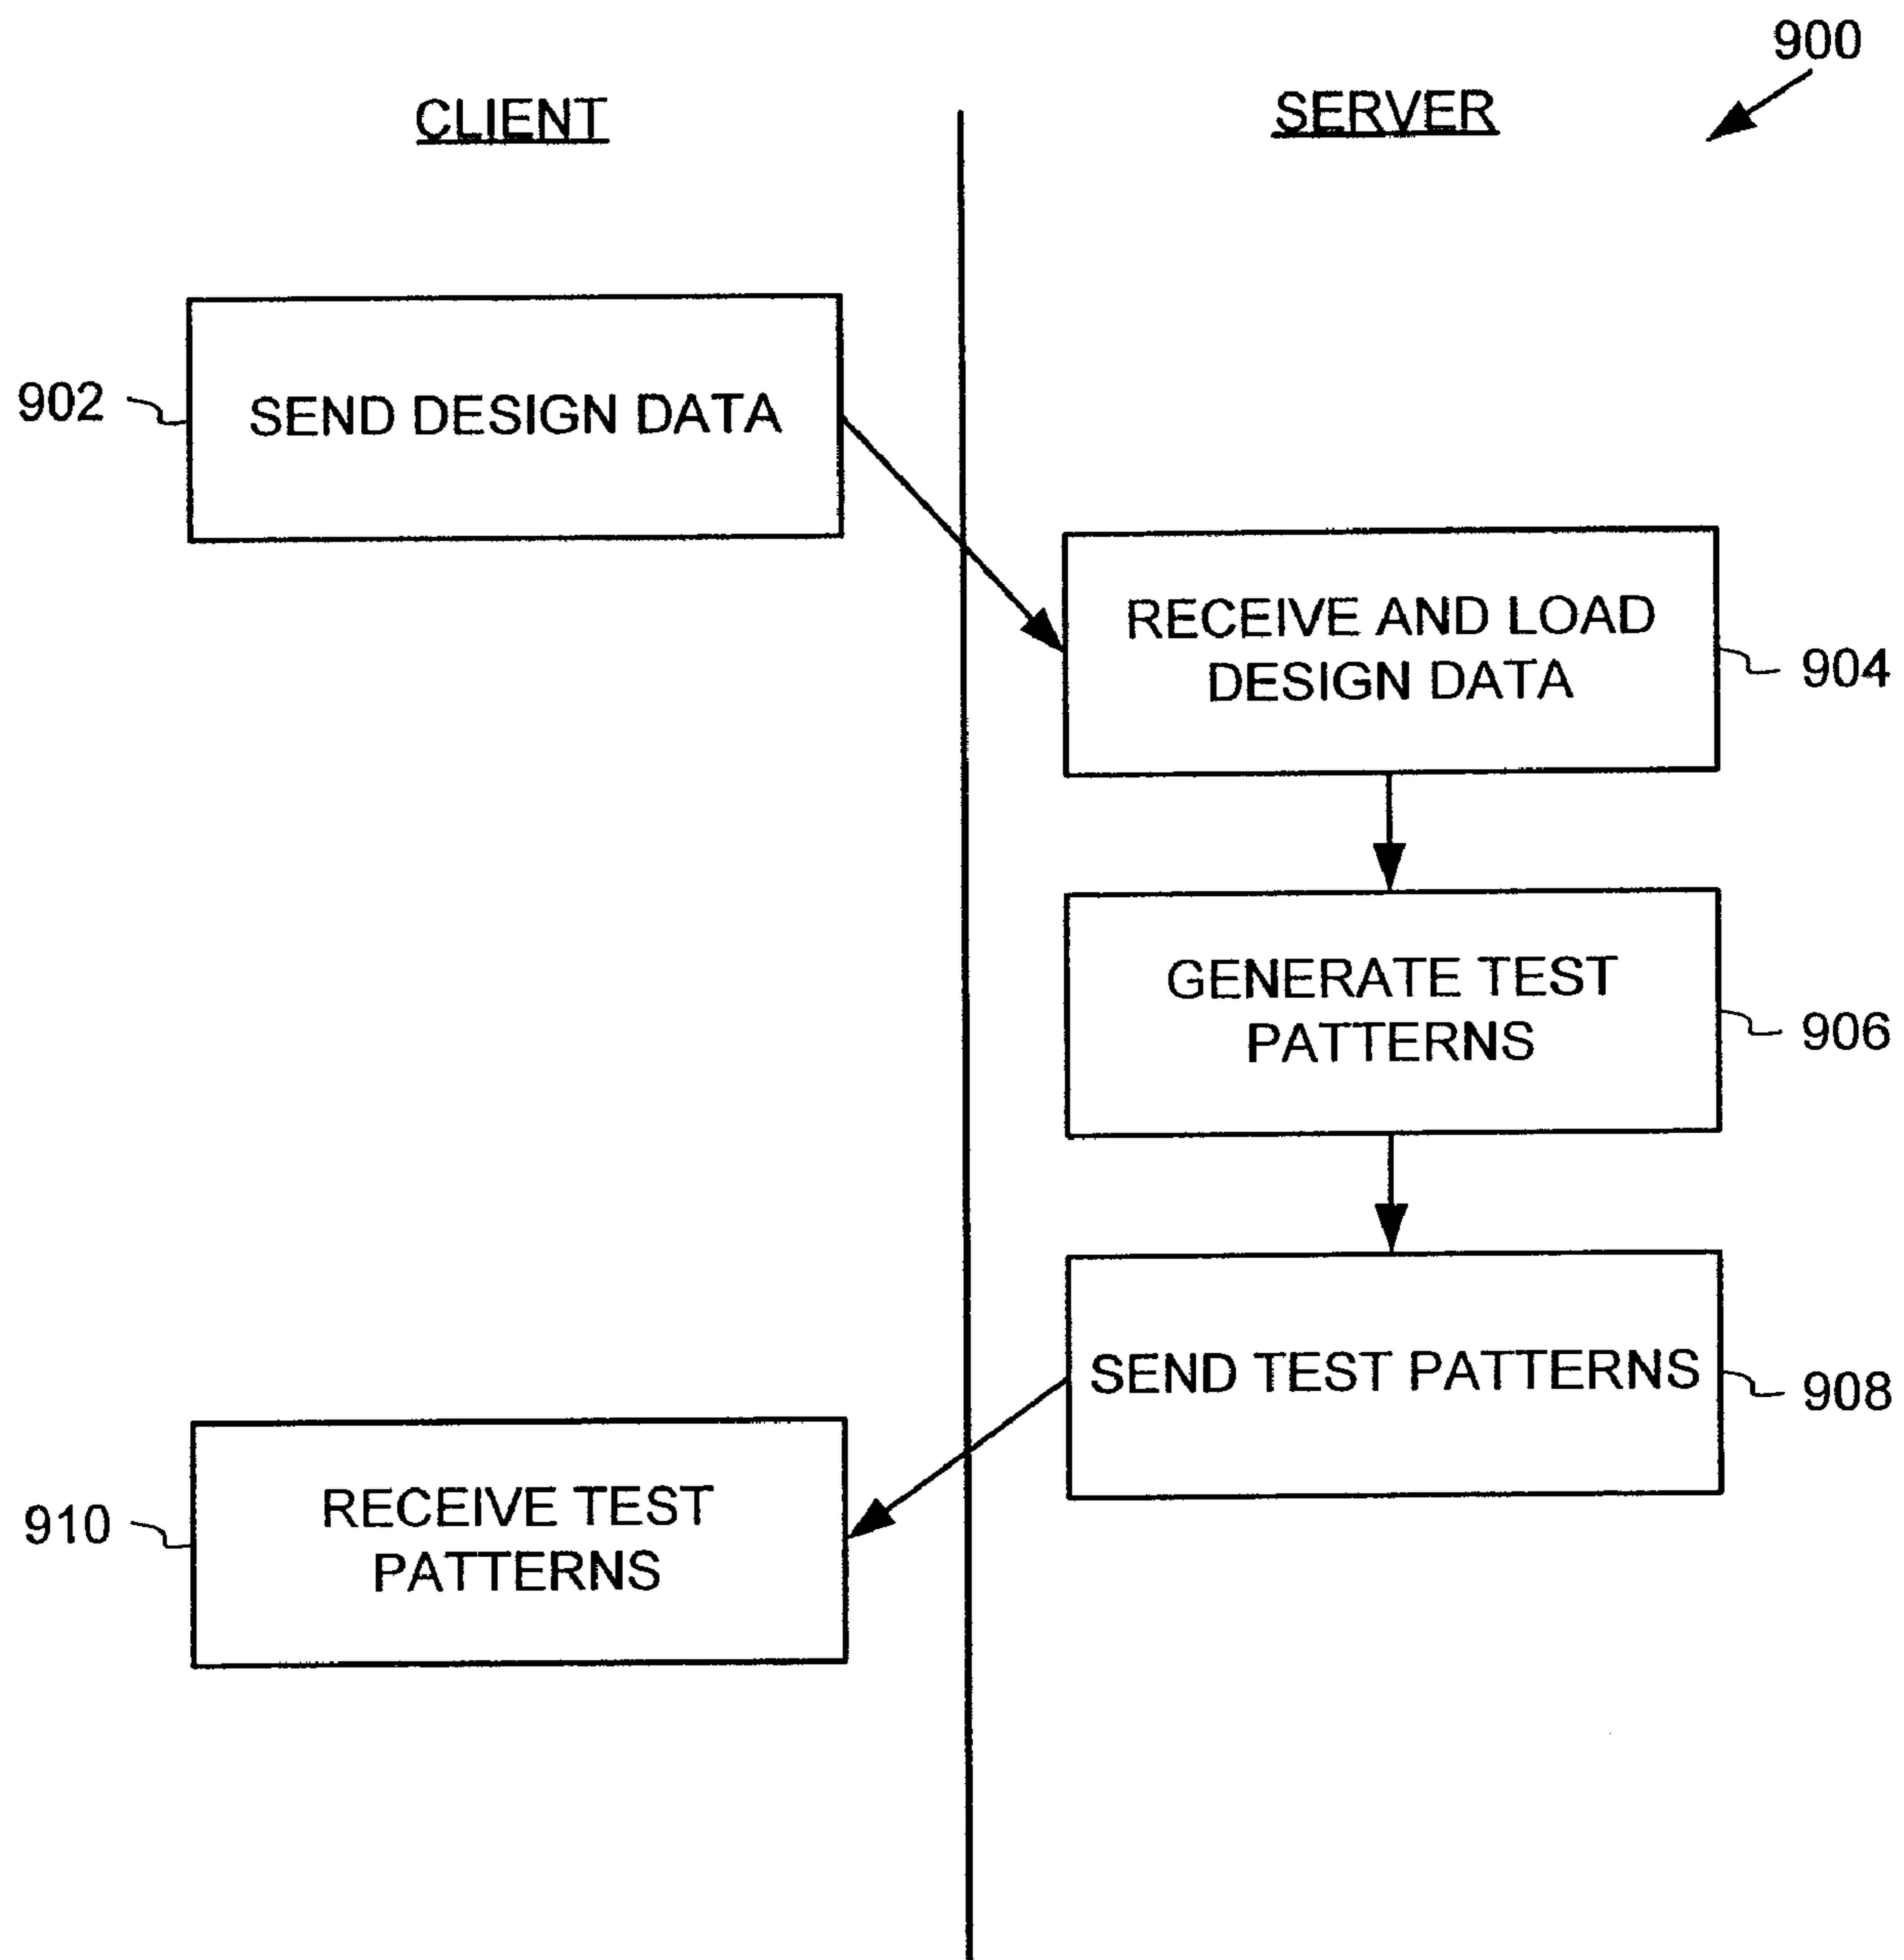 900
CLIENT
SERVER
902
SEND DESIGN DATA
RECEIVE AND LOAD
DESIGN DATA
904
GENERATE TEST
PATTERNS
906
SEND TEST PATTERNS
908
910
RECEIVE TEST
PATTERNS